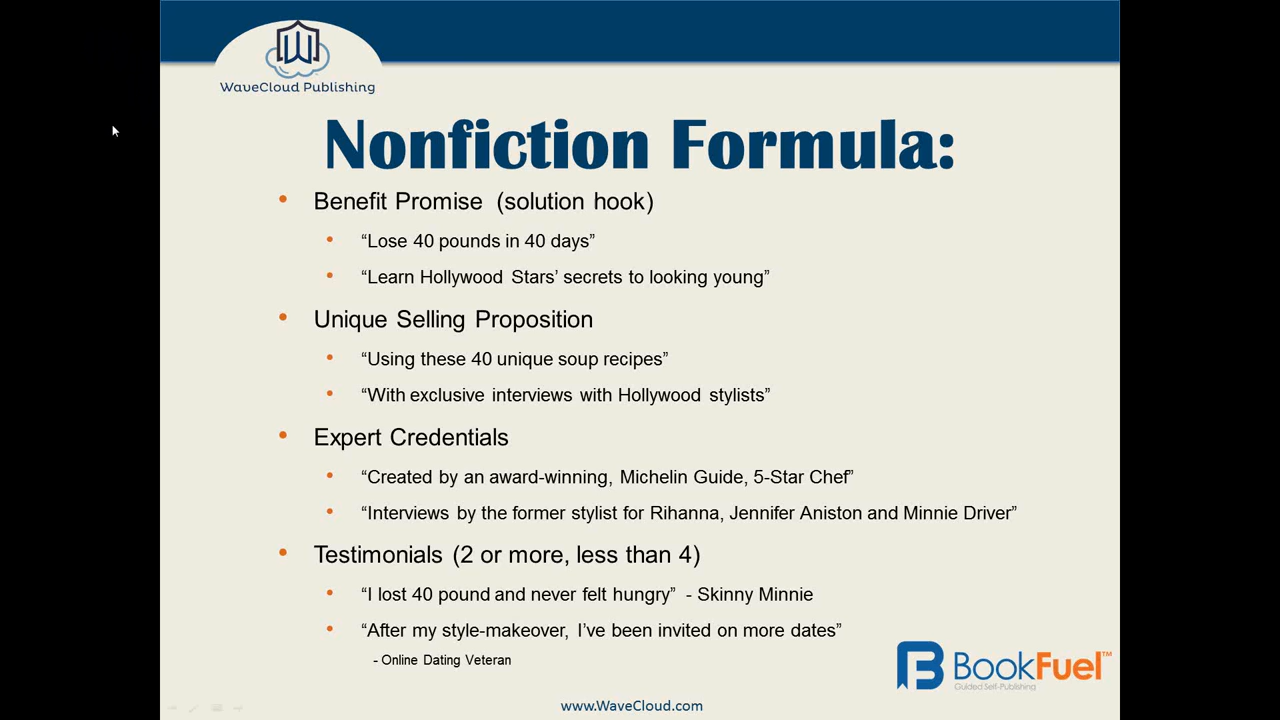 WaveCloud Publishing
Nonfiction Formula:
• Benefit Promise (solution hook)
• “Lose 40 pounds in 40 days”
• “Learn Hollywood Stars’ secrets to looking young”
• Unique Selling Proposition
• “Using these 40 unique soup recipes”
• “With exclusive interviews with Hollywood stylists”
• Expert Credentials
• “Created by an award-winning, Michelin Guide, 5-Star Chef”
• “Interviews by the former stylist for Rihanna, Jennifer Aniston and Minnie Driver”
• Testimonials (2 or more, less than 4)
• “I lost 40 pound and never felt hungry” - Skinny Minnie
• “After my style-makeover, I’ve been invited on more dates”
- Online Dating Veteran
BookFuel™
Guided Self-Publishing
www.WaveCloud.com